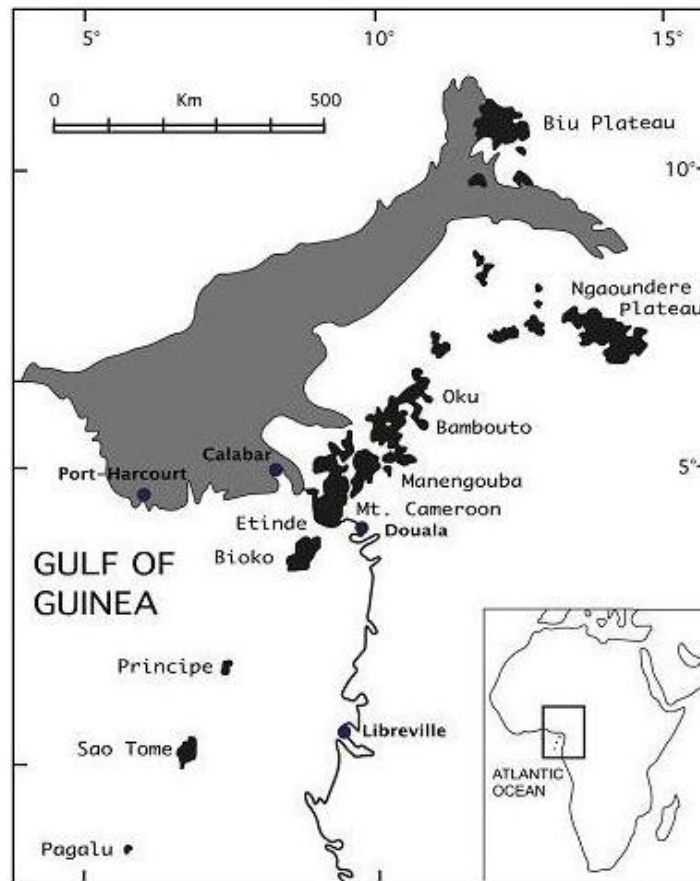 5°
10°
15°
0 Km 500
Biu Plateau
10°
Ngaoundere
Plateau
Oku
Bambouto
Calabar
Port-Harcourt
5°
Manengouba
Mt. Cameroon
Etinde
Douala
Bioko
GULF OF
GUINEA
Principe
Libreville
Sao Tome
ATLANTIC
OCEAN
Pagalu